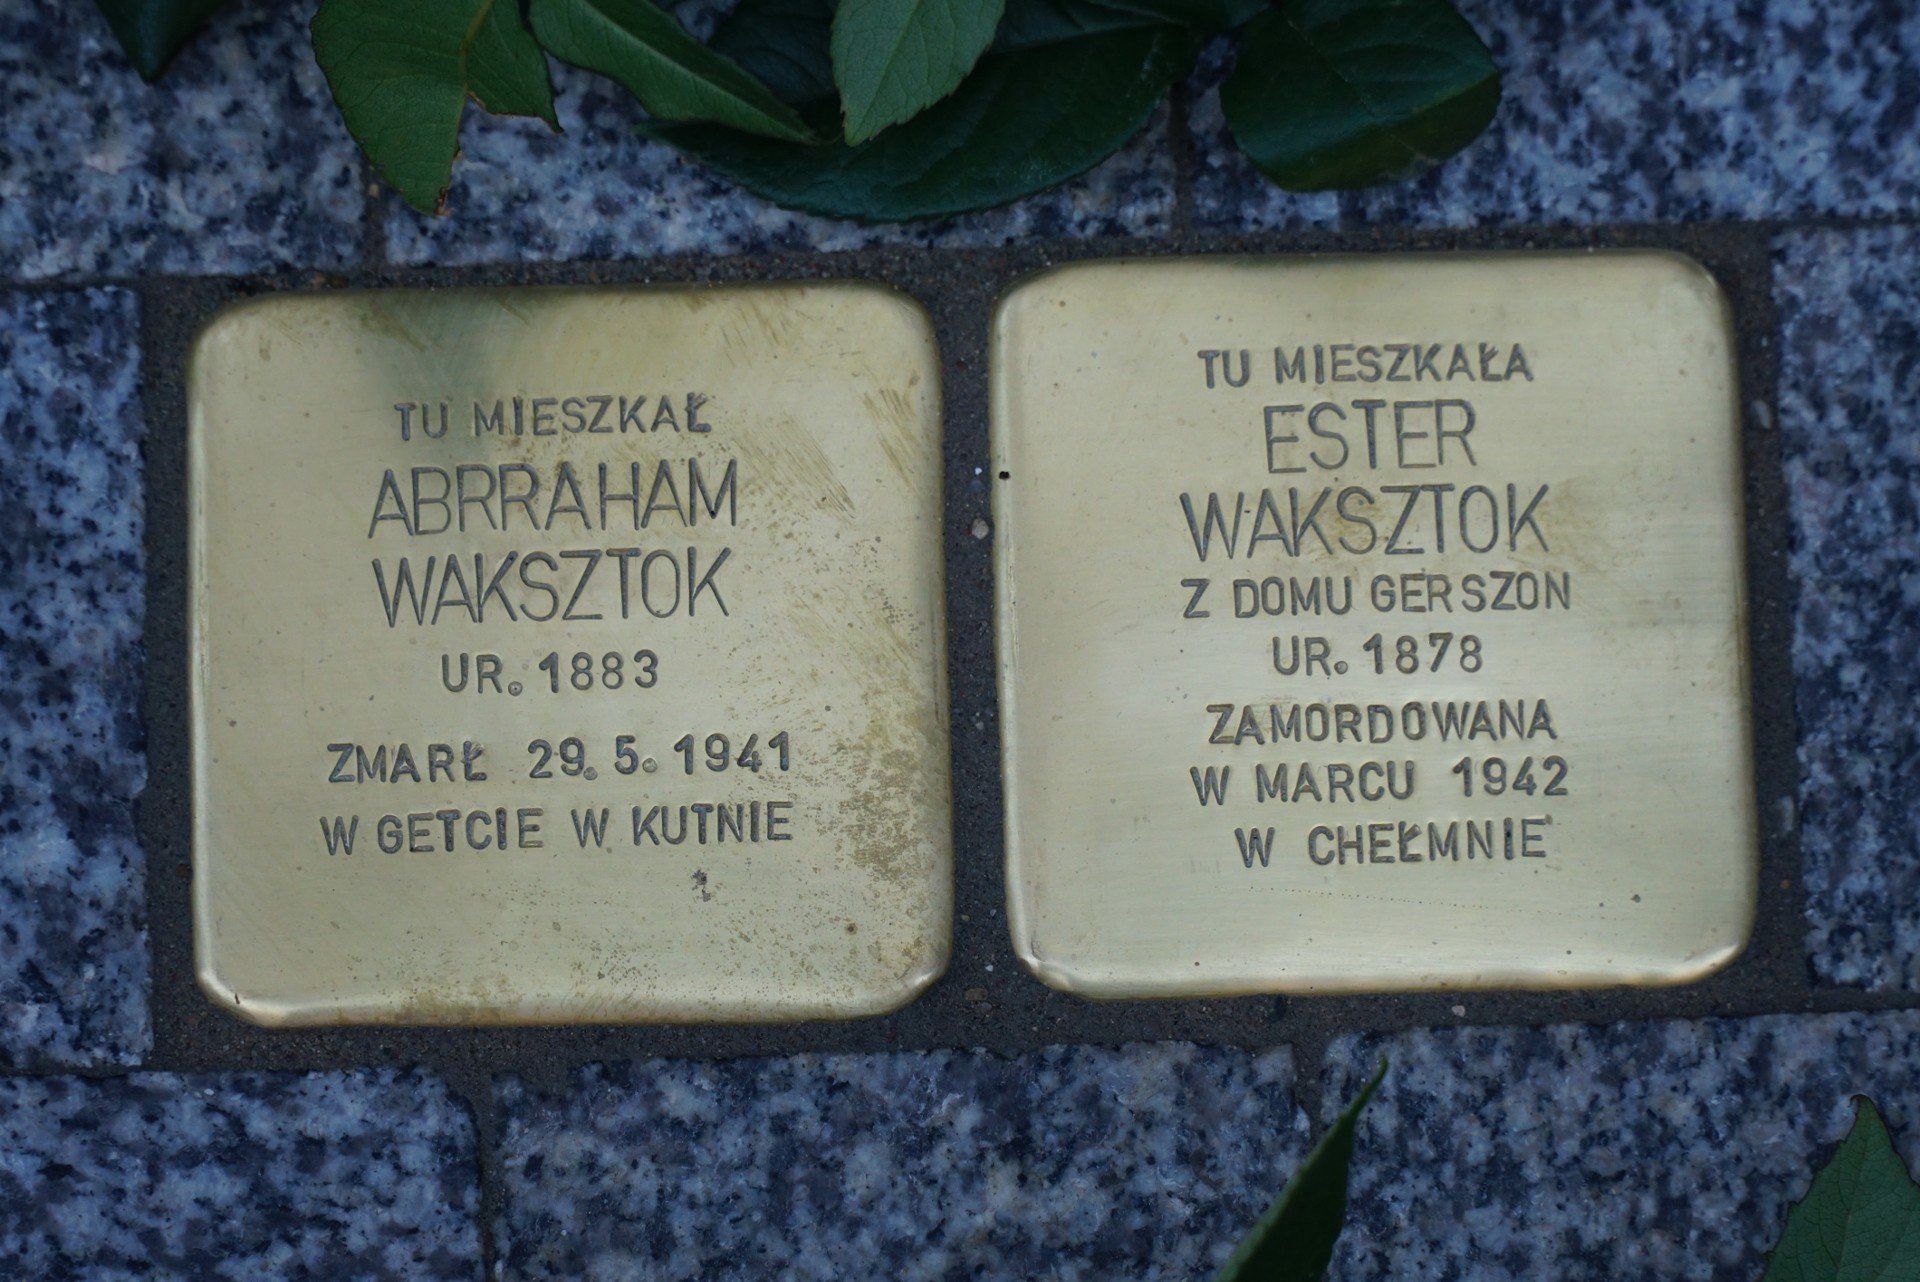 TU MIESZKAŁ
ABRRAHAM
WAKSZTOK
UR. 1883
ZMARŁ 29.5.1941
W GETCIE W KUTNIE
TU MIESZKAŁA
ESTER
WAKSZTOK
Z DOMU GERSZON
UR. 1878
ZAMORDOWANA
W MARCU 1942
W CHEŁMNIE